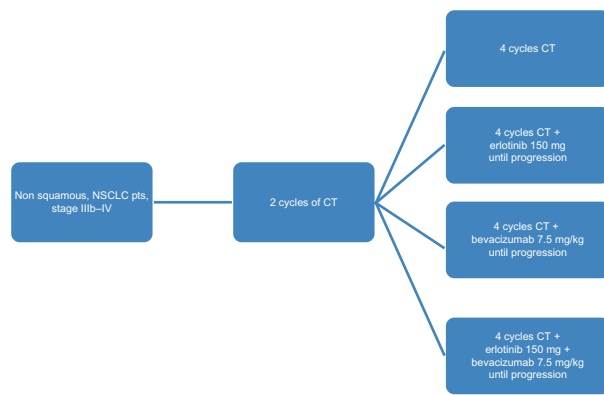 Non squamous, NSCLC pts,
stage IIIb–IV
2 cycles of CT
4 cycles CT
4 cycles CT +
erlotinib 150 mg
until progression
4 cycles CT +
bevacizumab 7.5 mg/kg
until progression
4 cycles CT +
erlotinib 150 mg +
bevacizumab 7.5 mg/kg
until progression